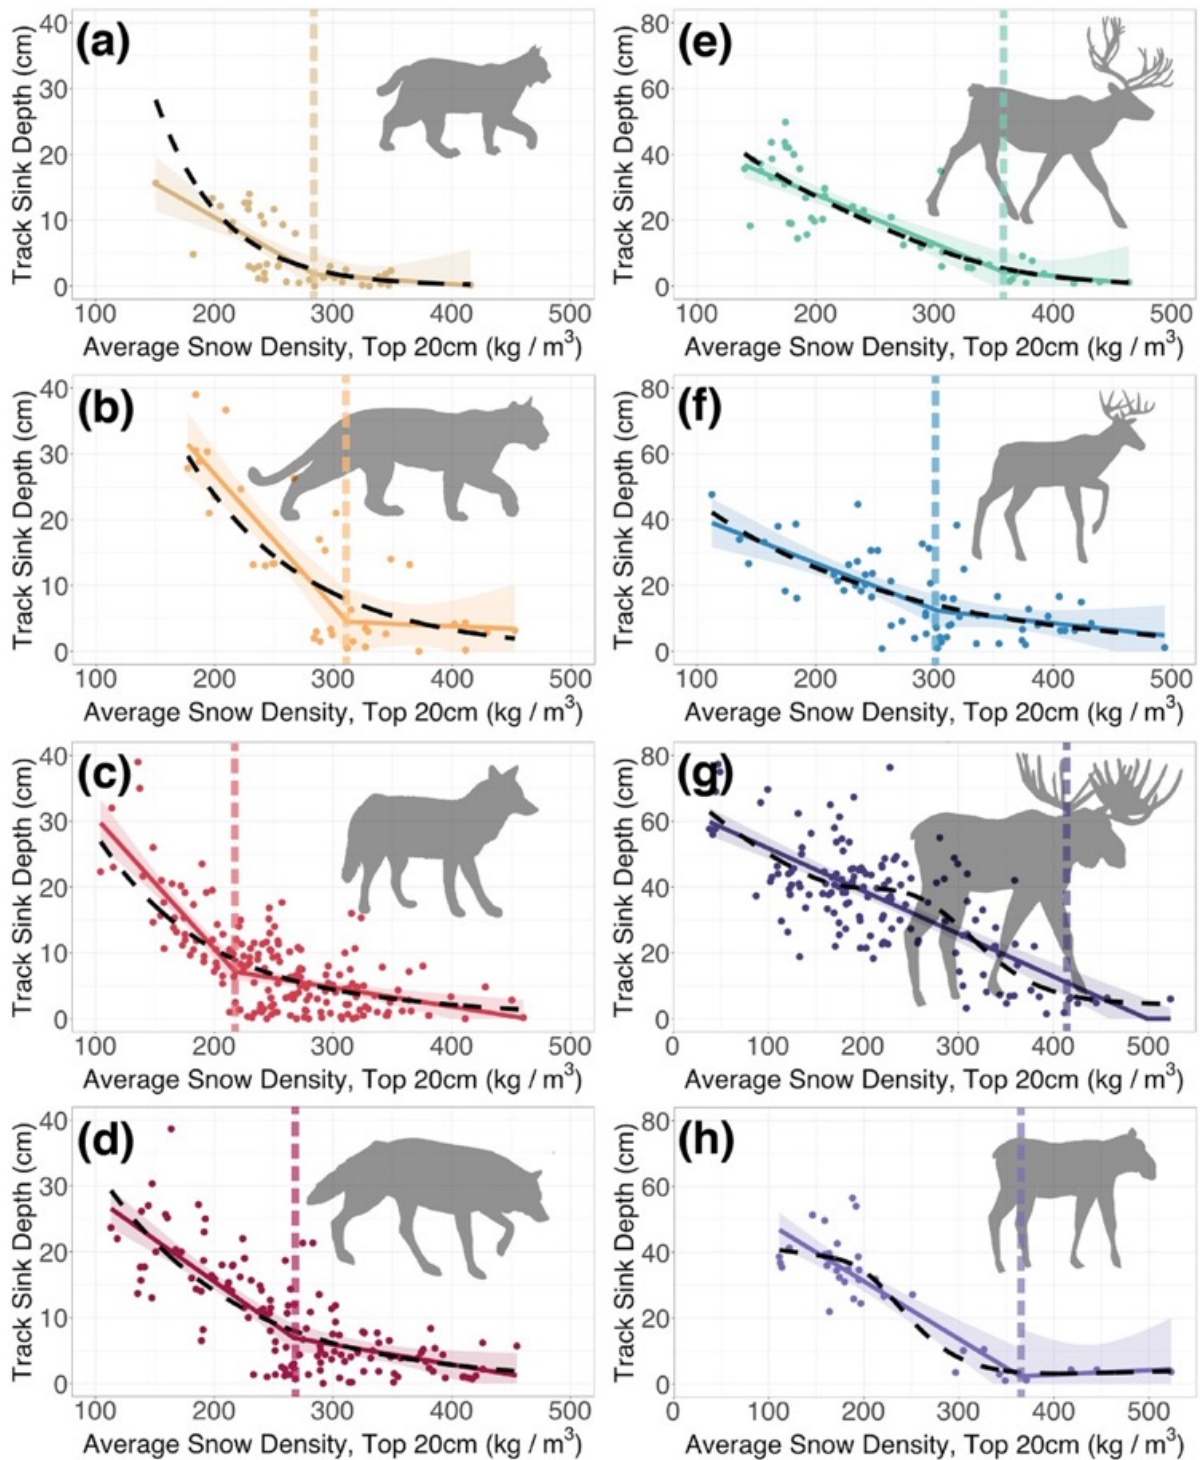 (a)
Track Sink Depth (cm)
40
30
20
10
0
100 200 300 400 500
Average Snow Density, Top 20cm (kg / m³)
(e)
Track Sink Depth (cm)
80
60
40
20
0
100 200 300 400 500
Average Snow Density, Top 20cm (kg / m³)
(b)
Track Sink Depth (cm)
40
30
20
10
0
100 200 300 400 500
Average Snow Density, Top 20cm (kg / m³)
(f)
Track Sink Depth (cm)
80
60
40
20
0
100 200 300 400 500
Average Snow Density, Top 20cm (kg / m³)
(c)
Track Sink Depth (cm)
40
30
20
10
0
100 200 300 400 500
Average Snow Density, Top 20cm (kg / m³)
(g)
Track Sink Depth (cm)
80
60
40
20
0
0 100 200 300 400 500
Average Snow Density, Top 20cm (kg / m³)
(d)
Track Sink Depth (cm)
40
30
20
10
0
100 200 300 400 500
Average Snow Density, Top 20cm (kg / m³)
(h)
Track Sink Depth (cm)
80
60
40
20
0
0 100 200 300 400 500
Average Snow Density, Top 20cm (kg / m³)